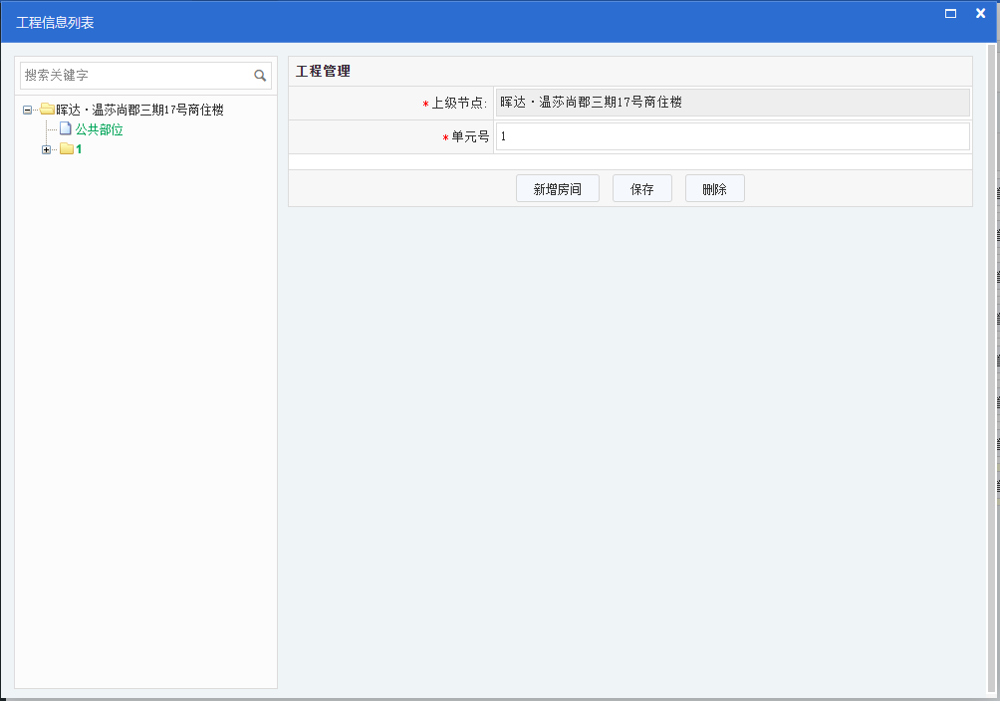 工程信息列表
搜索关键字
晖达·温莎尚郡三期17号商住楼
公共部位
1
工程管理
*上级节点: 晖达·温莎尚郡三期17号商住楼
*单元号 1
新增房间 保存 删除